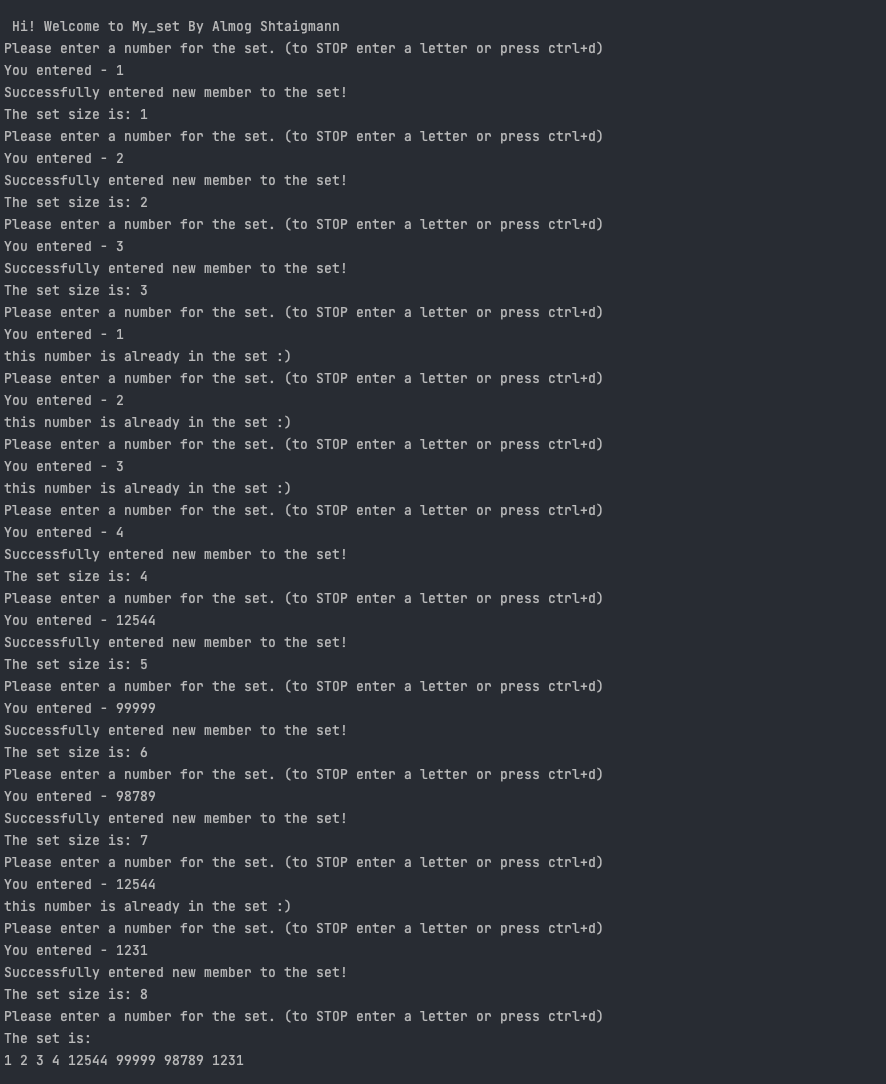 Hi! Welcome to My_set By Almog Shtaigmann
Please enter a number for the set. (to STOP enter a letter or press ctrl+d)
You entered - 1
Successfully entered new member to the set!
The set size is: 1
Please enter a number for the set. (to STOP enter a letter or press ctrl+d)
You entered - 2
Successfully entered new member to the set!
The set size is: 2
Please enter a number for the set. (to STOP enter a letter or press ctrl+d)
You entered - 3
Successfully entered new member to the set!
The set size is: 3
Please enter a number for the set. (to STOP enter a letter or press ctrl+d)
You entered - 1
this number is already in the set :)
Please enter a number for the set. (to STOP enter a letter or press ctrl+d)
You entered - 2
this number is already in the set :)
Please enter a number for the set. (to STOP enter a letter or press ctrl+d)
You entered - 3
this number is already in the set :)
Please enter a number for the set. (to STOP enter a letter or press ctrl+d)
You entered - 4
Successfully entered new member to the set!
The set size is: 4
Please enter a number for the set. (to STOP enter a letter or press ctrl+d)
You entered - 12544
Successfully entered new member to the set!
The set size is: 5
Please enter a number for the set. (to STOP enter a letter or press ctrl+d)
You entered - 99999
Successfully entered new member to the set!
The set size is: 6
Please enter a number for the set. (to STOP enter a letter or press ctrl+d)
You entered - 98789
Successfully entered new member to the set!
The set size is: 7
Please enter a number for the set. (to STOP enter a letter or press ctrl+d)
You entered - 12544
this number is already in the set :)
Please enter a number for the set. (to STOP enter a letter or press ctrl+d)
You entered - 1231
Successfully entered new member to the set!
The set size is: 8
Please enter a number for the set. (to STOP enter a letter or press ctrl+d)
The set is:
1 2 3 4 12544 99999 98789 1231